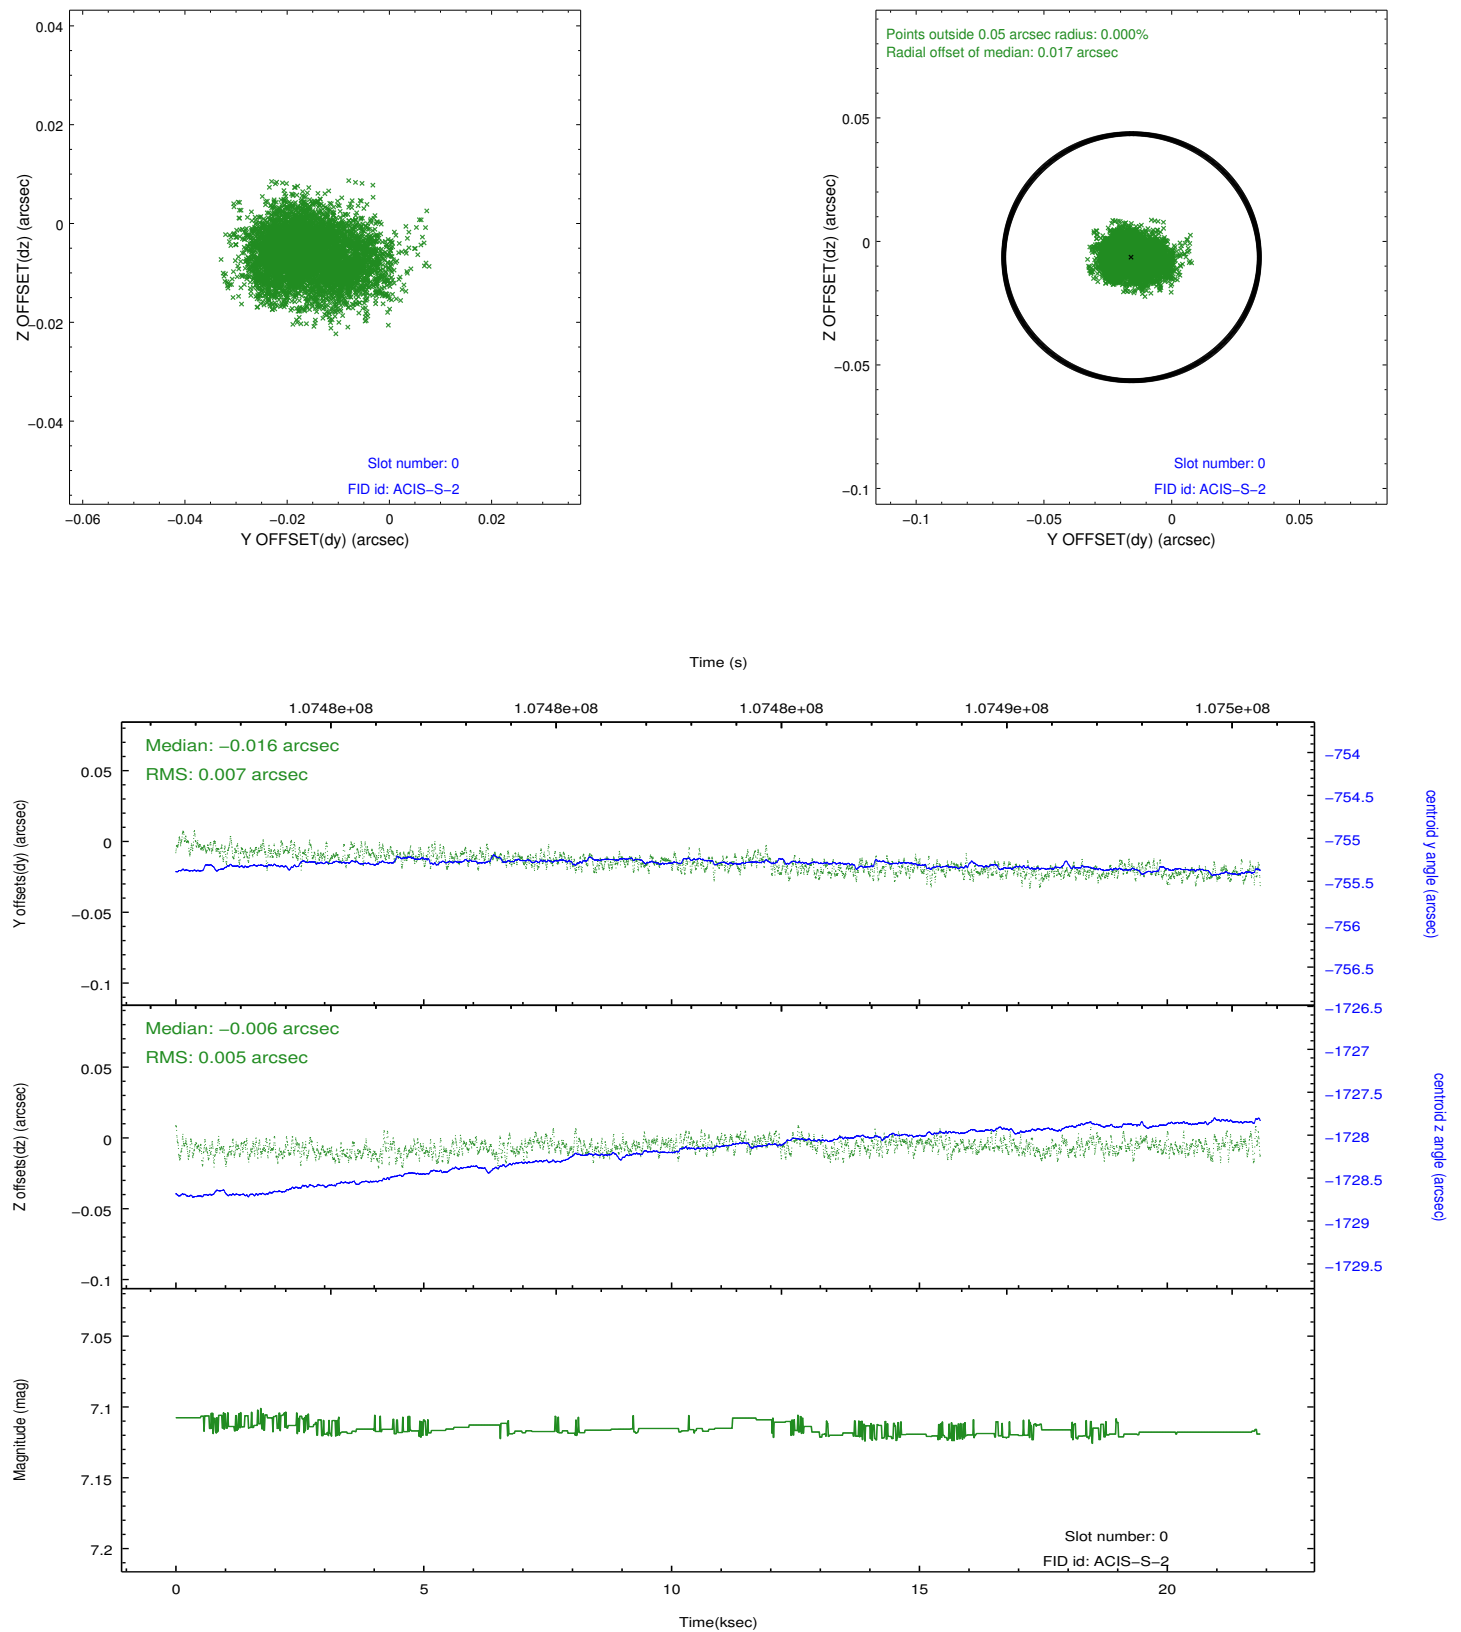 0.04
0.02
0
−0.02
−0.04
Z OFFSET(dz) (arcsec)
Slot number: 0
FID id: ACIS−S−2
−0.06
−0.04
−0.02
0
0.02
Y OFFSET(dy) (arcsec)
Points outside 0.05 arcsec radius: 0.000%
Radial offset of median: 0.017 arcsec
0.05
0
−0.05
−0.1
Z OFFSET(dz) (arcsec)
Slot number: 0
FID id: ACIS−S−2
−0.1
−0.05
0
0.05
Y OFFSET(dy) (arcsec)
Time (s)
1.0748e+08
1.0748e+08
1.0748e+08
1.0749e+08
1.075e+08
Median: −0.016 arcsec
RMS: 0.007 arcsec
0.05
0
−0.05
−0.1
Y offsets(dy) (arcsec)
−754
−754.5
−755
−755.5
−756
−756.5
centroid y angle (arcsec)
Median: −0.006 arcsec
RMS: 0.005 arcsec
0.05
0
−0.05
−0.1
Z offsets(dz) (arcsec)
−1726.5
−1727
−1727.5
−1728
−1728.5
−1729
−1729.5
centroid z angle (arcsec)
7.05
7.1
7.15
7.2
Magnitude (mag)
Slot number: 0
FID id: ACIS−S−2
0
5
10
15
20
Time(ksec)